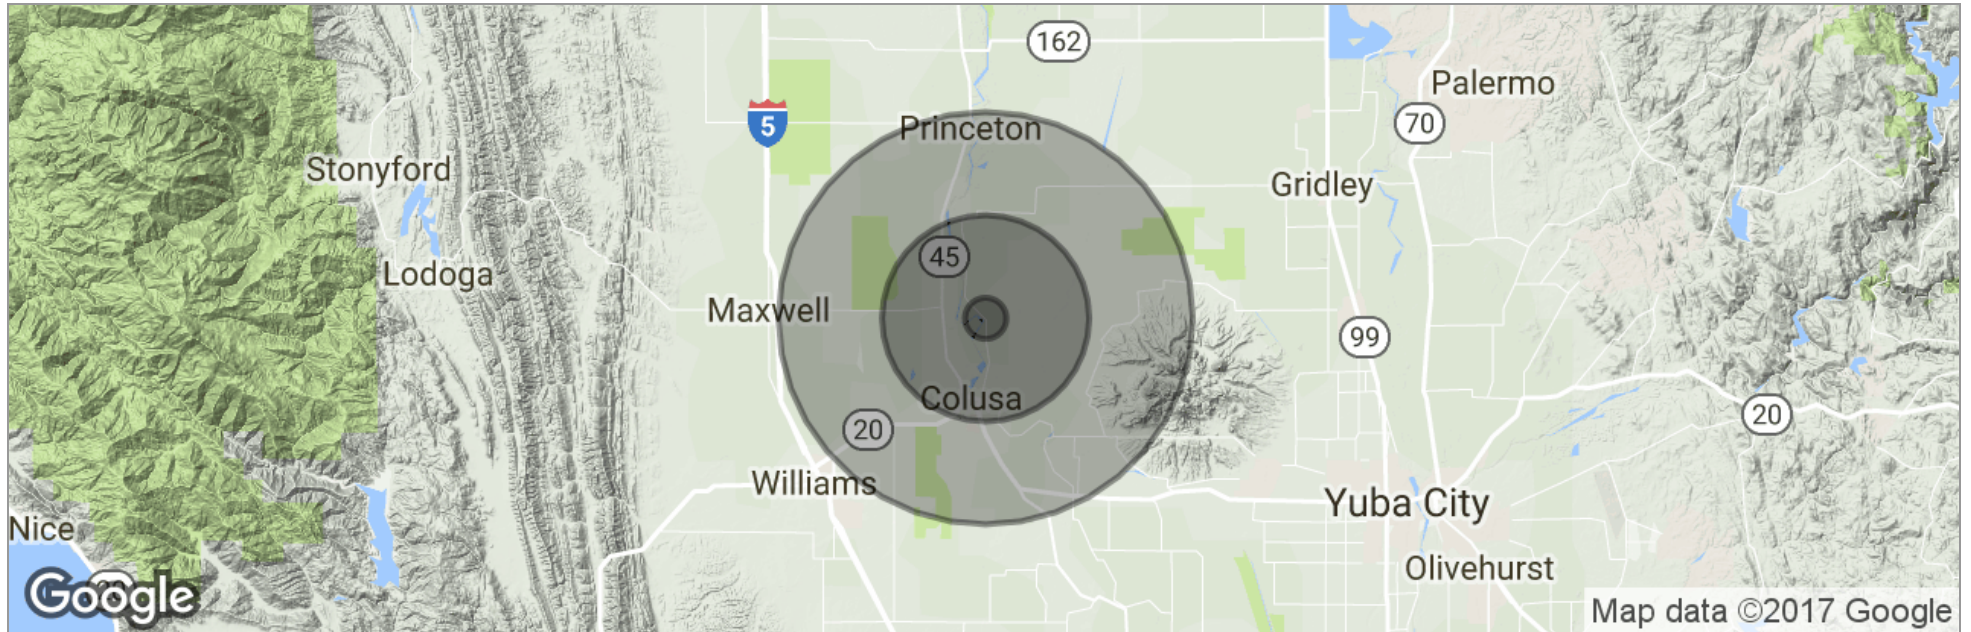 162
Palermo
5
Princeton
70
Stonyford
Gridley
45
Lodoga
Maxwell
99
Colusa
20
20
Williams
Yuba City
Nice
Olivehurst
20
Google
Map data ©2017 Google